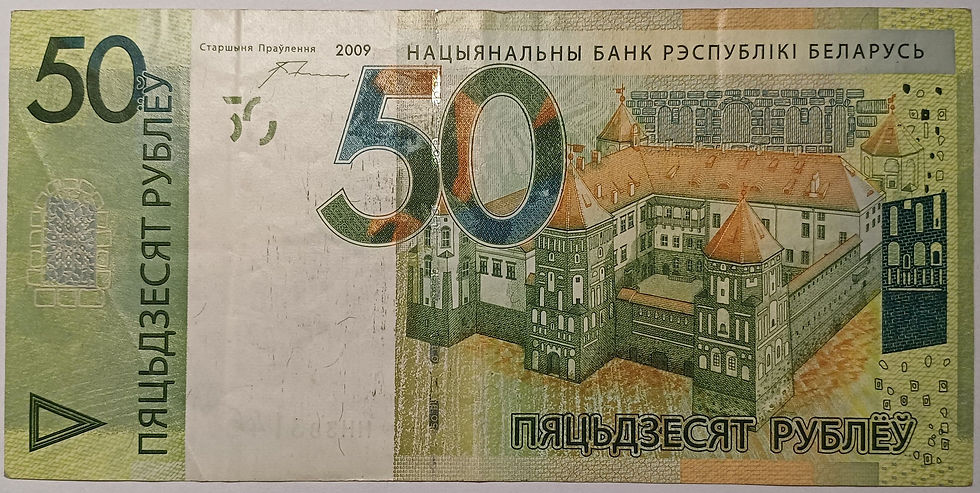 50
Старшыня Праўлення 2009 НАЦЫЯНАЛЬНЫ БАНК РЭСПУБЛІКІ БЕЛАРУСЬ
50
ПЯЦЬДЗЕСЯТ РУБЛЁЎ
ПЯЦЬДЗЕСЯТ РУБЛЁЎ